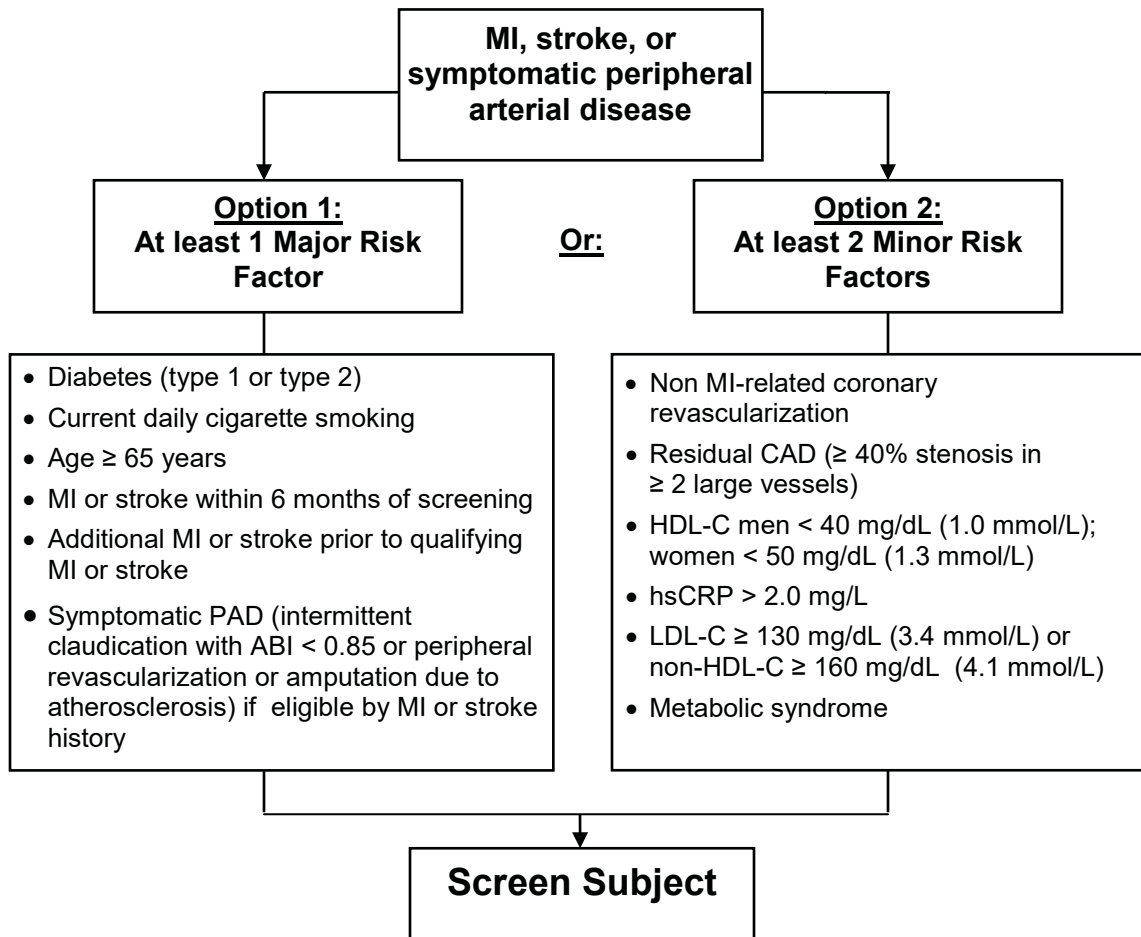 MI, stroke, or
symptomatic peripheral
arterial disease
Option 1:
At least 1 Major Risk
Factor
Or:
Option 2:
At least 2 Minor Risk
Factors
• Diabetes (type 1 or type 2)
• Current daily cigarette smoking
• Age ≥ 65 years
• MI or stroke within 6 months of screening
• Additional MI or stroke prior to qualifying
MI or stroke
• Symptomatic PAD (intermittent
claudication with ABI < 0.85 or peripheral
revascularization or amputation due to
atherosclerosis) if  eligible by MI or stroke
history
• Non MI-related coronary
revascularization
• Residual CAD (≥ 40% stenosis in
≥ 2 large vessels)
• HDL-C men < 40 mg/dL (1.0 mmol/L);
women < 50 mg/dL (1.3 mmol/L)
• hsCRP > 2.0 mg/L
• LDL-C ≥ 130 mg/dL (3.4 mmol/L) or
non-HDL-C ≥ 160 mg/dL  (4.1 mmol/L)
• Metabolic syndrome
Screen Subject